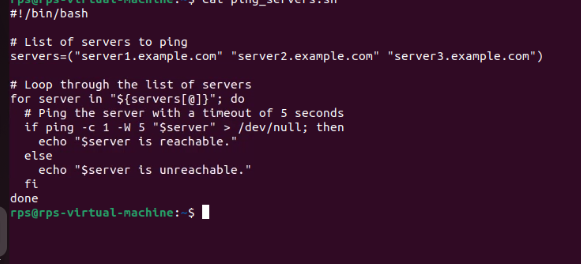 rps@rps-virtual-machine:~$ cat ping_servers.sh
#!/bin/bash

# List of servers to ping
servers=("server1.example.com" "server2.example.com" "server3.example.com")

# Loop through the list of servers
for server in "${servers[@]}"; do
  # Ping the server with a timeout of 5 seconds
  if ping -c 1 -W 5 "$server" > /dev/null; then
    echo "$server is reachable."
  else
    echo "$server is unreachable."
  fi
done
rps@rps-virtual-machine:~$